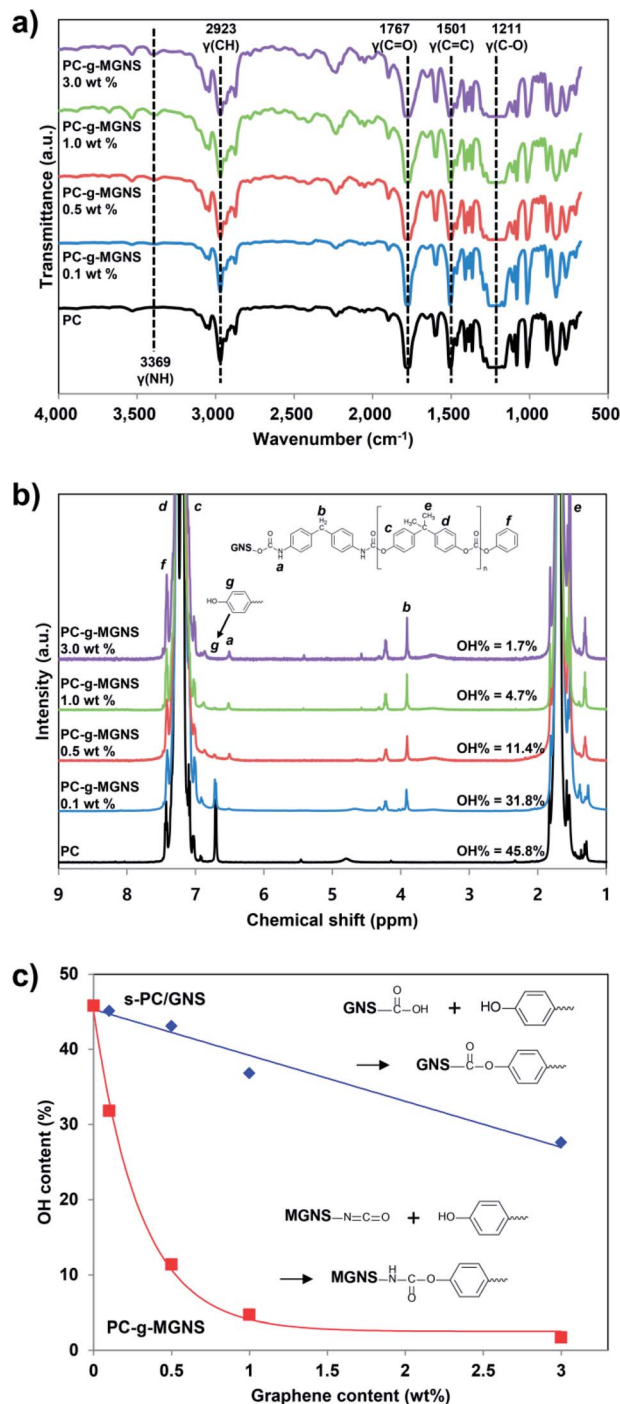 a)
2923
γ(CH)
1767
γ(C=O)
1501
γ(C=C)
1211
γ(C-O)
PC-g-MGNS
3.0 wt %
PC-g-MGNS
1.0 wt %
PC-g-MGNS
0.5 wt %
PC-g-MGNS
0.1 wt %
PC
3369
γ(NH)
Transmittance (a.u.)
4,000 3,500 3,000 2,500 2,000 1,500 1,000 500
Wavenumber (cm-1)
b)
d c
f
b
CH2
e
CH3
H3C
c
d
f
GNS O C O N H
a
N H C O O
O C O O
n
g
HO
g a
b
e
PC-g-MGNS
3.0 wt %
OH% = 1.7%
PC-g-MGNS
1.0 wt %
OH% = 4.7%
PC-g-MGNS
0.5 wt %
OH% = 11.4%
PC-g-MGNS
0.1 wt %
OH% = 31.8%
PC
OH% = 45.8%
Intensity (a.u.)
9 8 7 6 5 4 3 2 1
Chemical shift (ppm)
c)
50
40
30
20
10
0
OH content (%)
s-PC/GNS
GNS C O OH + HO
GNS C O O
MGNS N=C=O + HO
MGNS N H C O O
PC-g-MGNS
0 0.5 1 1.5 2 2.5 3
Graphene content (wt%)